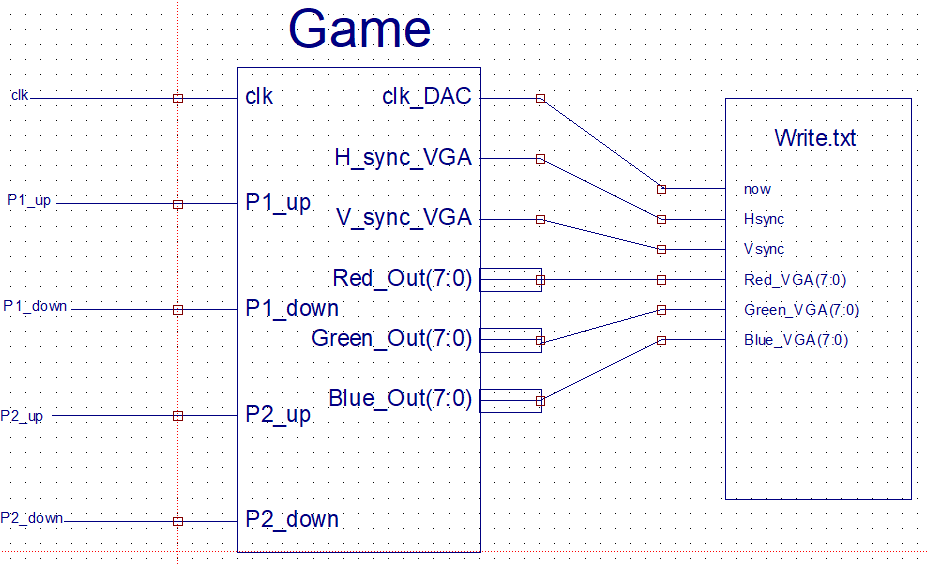 Game
clk
clk
clk_DAC
Write.txt
H_sync_VGA
now
P1_up
P1_up
V_sync_VGA
Hsync
Vsync
Red_Out(7:0)
Red_VGA(7:0)
P1_down
P1_down
Green_VGA(7:0)
Green_Out(7:0)
Blue_VGA(7:0)
Blue_Out(7:0)
P2_up
P2_up
P2_down
P2_down